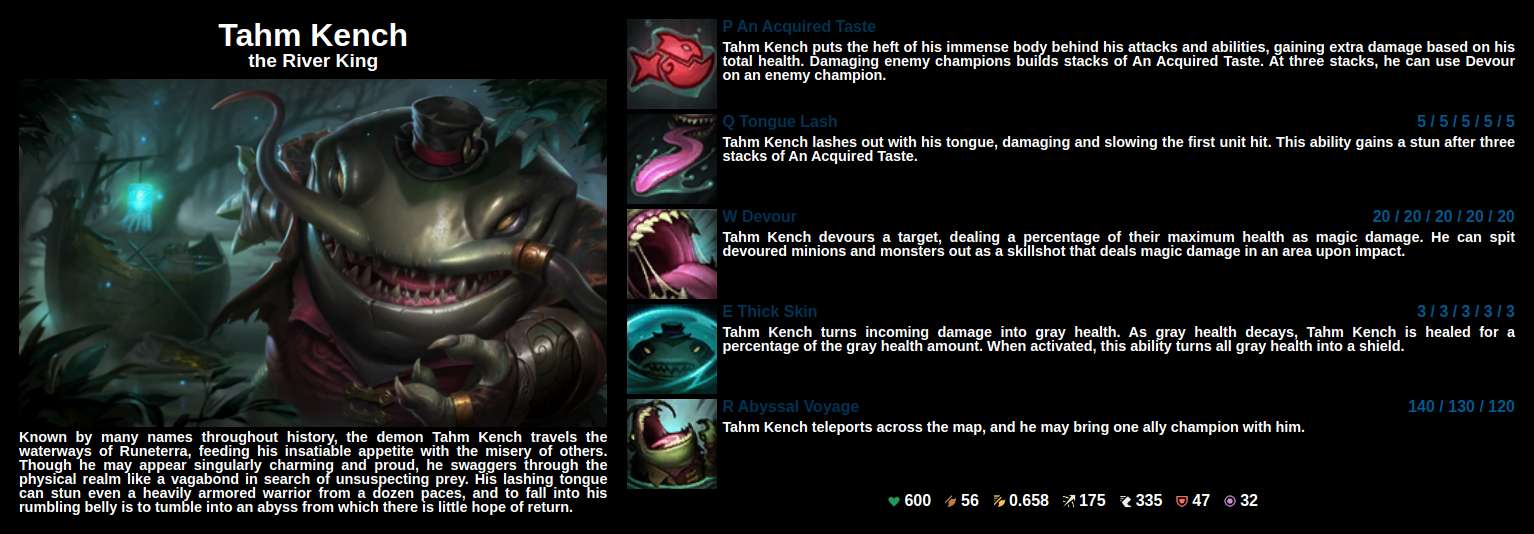 Tahm Kench
the River King
Known by many names throughout history, the demon Tahm Kench travels the
waterways of Runeterra, feeding his insatiable appetite with the misery of others.
Though he may appear singularly charming and proud, he swaggers through the
physical realm like a vagabond in search of unsuspecting prey. His lashing tongue
can stun even a heavily armored warrior from a dozen paces, and to fall into his
rumbling belly is to tumble into an abyss from which there is little hope of return.
P An Acquired Taste
Tahm Kench puts the heft of his immense body behind his attacks and abilities, gaining extra damage based on his
total health. Damaging enemy champions builds stacks of An Acquired Taste. At three stacks, he can use Devour
on an enemy champion.
Q Tongue Lash 5 / 5 / 5 / 5 / 5
Tahm Kench lashes out with his tongue, damaging and slowing the first unit hit. This ability gains a stun after three
stacks of An Acquired Taste.
W Devour 20 / 20 / 20 / 20 / 20
Tahm Kench devours a target, dealing a percentage of their maximum health as magic damage. He can spit
devoured minions and monsters out as a skillshot that deals magic damage in an area upon impact.
E Thick Skin 3 / 3 / 3 / 3 / 3
Tahm Kench turns incoming damage into gray health. As gray health decays, Tahm Kench is healed for a
percentage of the gray health amount. When activated, this ability turns all gray health into a shield.
R Abyssal Voyage 140 / 130 / 120
Tahm Kench teleports across the map, and he may bring one ally champion with him.
600 56 0.658 175 335 47 32